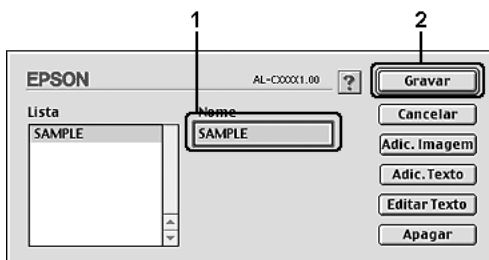 1 2
EPSON AL-CXXXX1.00 ? Gravar
Lista Nome Cancelar
SAMPLE SAMPLE Adic. Imagem
Adic. Texto
Editar Texto
Apagar